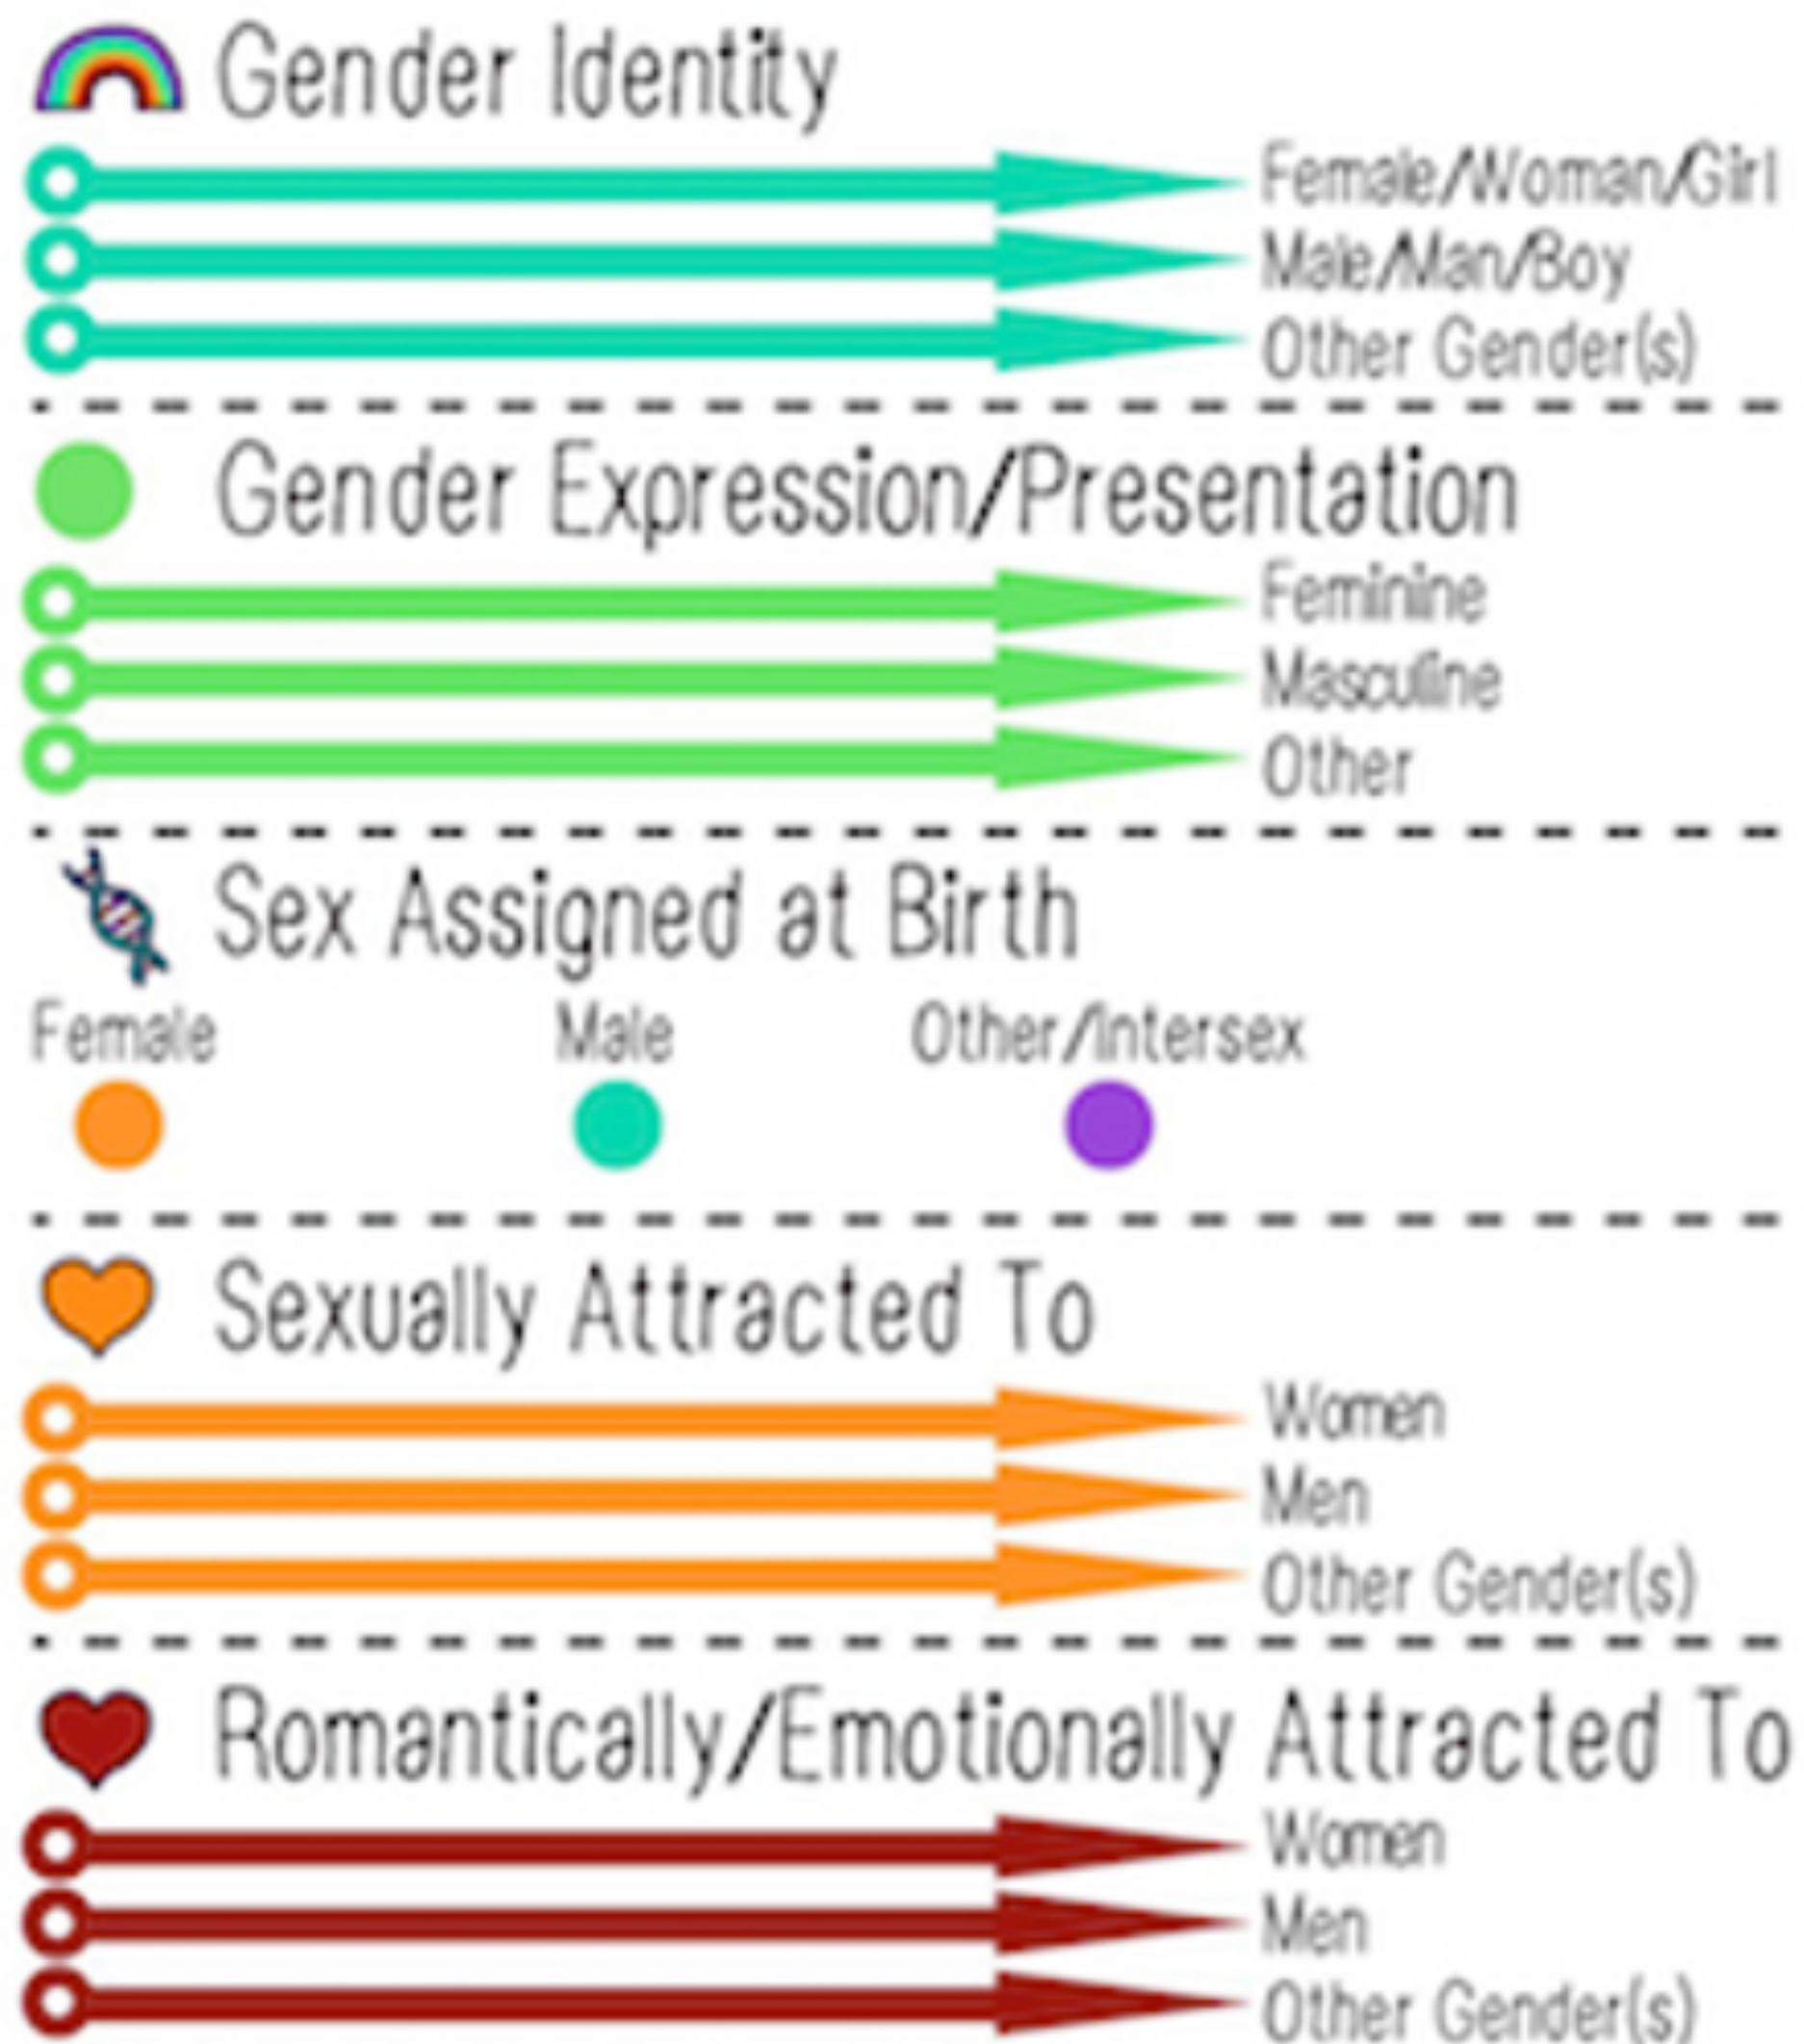 Gender Identity
Female/Woman/Girl
Male/Man/Boy
Other Gender(s)
Gender Expression/Presentation
Feminine
Masculine
Other
Sex Assigned at Birth
Female Male Other/Intersex
Sexually Attracted To
Women
Men
Other Gender(s)
Romantically/Emotionally Attracted To
Women
Men
Other Gender(s)